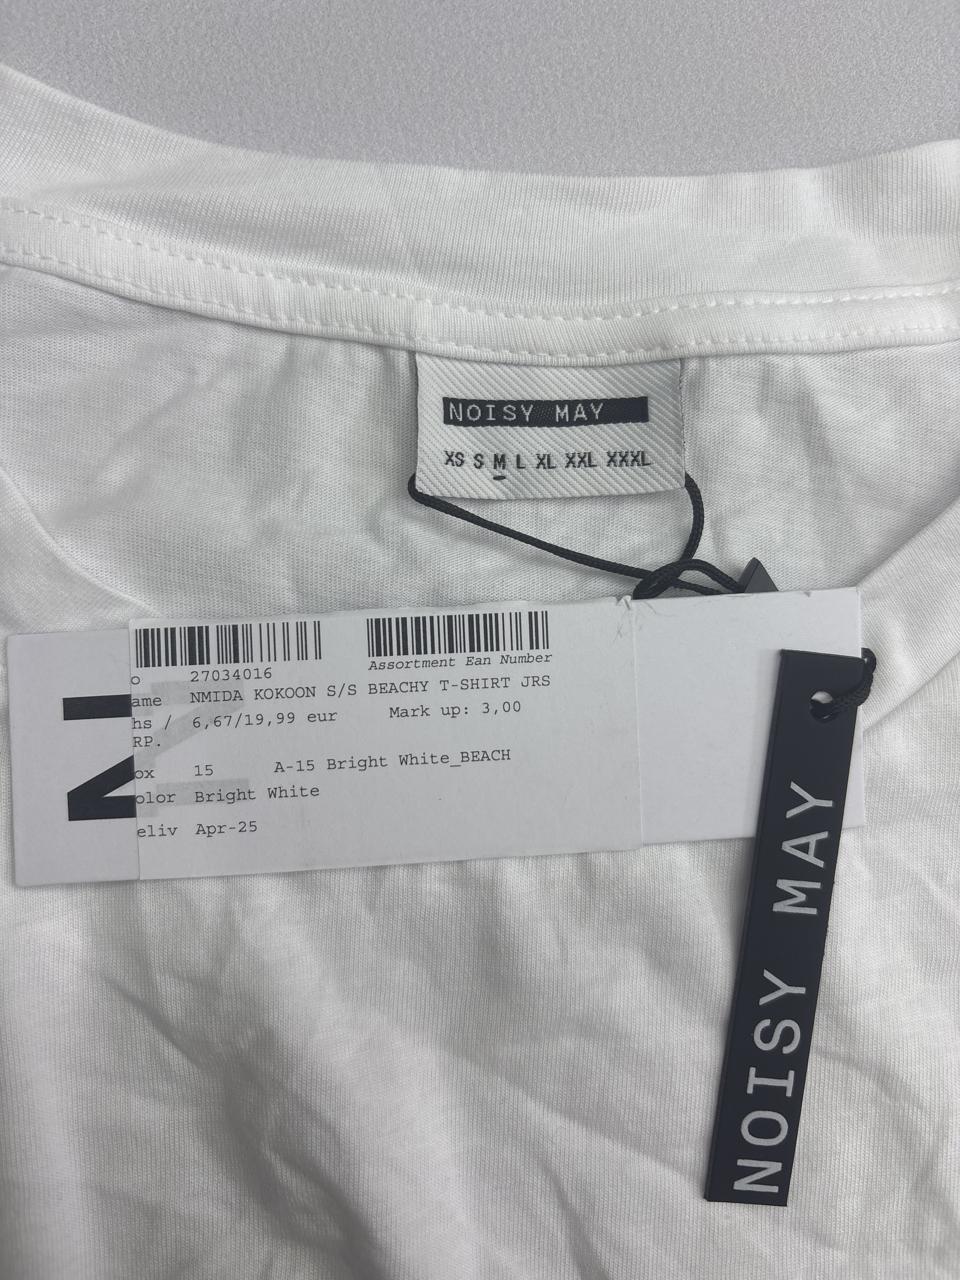 NOISY MAY
XS S M L XL XXL XXXL
Assortment Ean Number
o 27034016
ame NMIDA KOKOON S/S BEACHY T-SHIRT JRS
hs / 6,67/19,99 eur Mark up: 3,00
RP.
ox 15 A-15 Bright White_BEACH
olor Bright White
eliv Apr-25
N
NOISY MAY